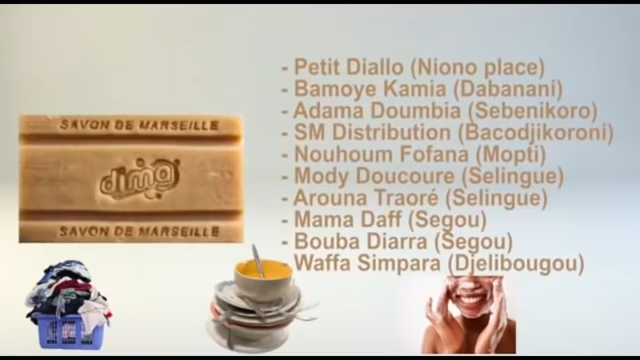 SAVON DE MARSEILLE
dima
SAVON DE MARSEILLE
- Petit Diallo (Niono place)
- Bamoye Kamia (Dabanani)
- Adama Doumbia (Sebenikoro)
- SM Distribution (Bacodjikoroni)
- Nouhoum Fofana (Mopti)
- Mody Doucoure (Selingue)
- Arouna Traoré (Selingue)
- Mama Daff (Segou)
- Bouba Diarra (Segou)
Waffa Simpara (Djelibougou)